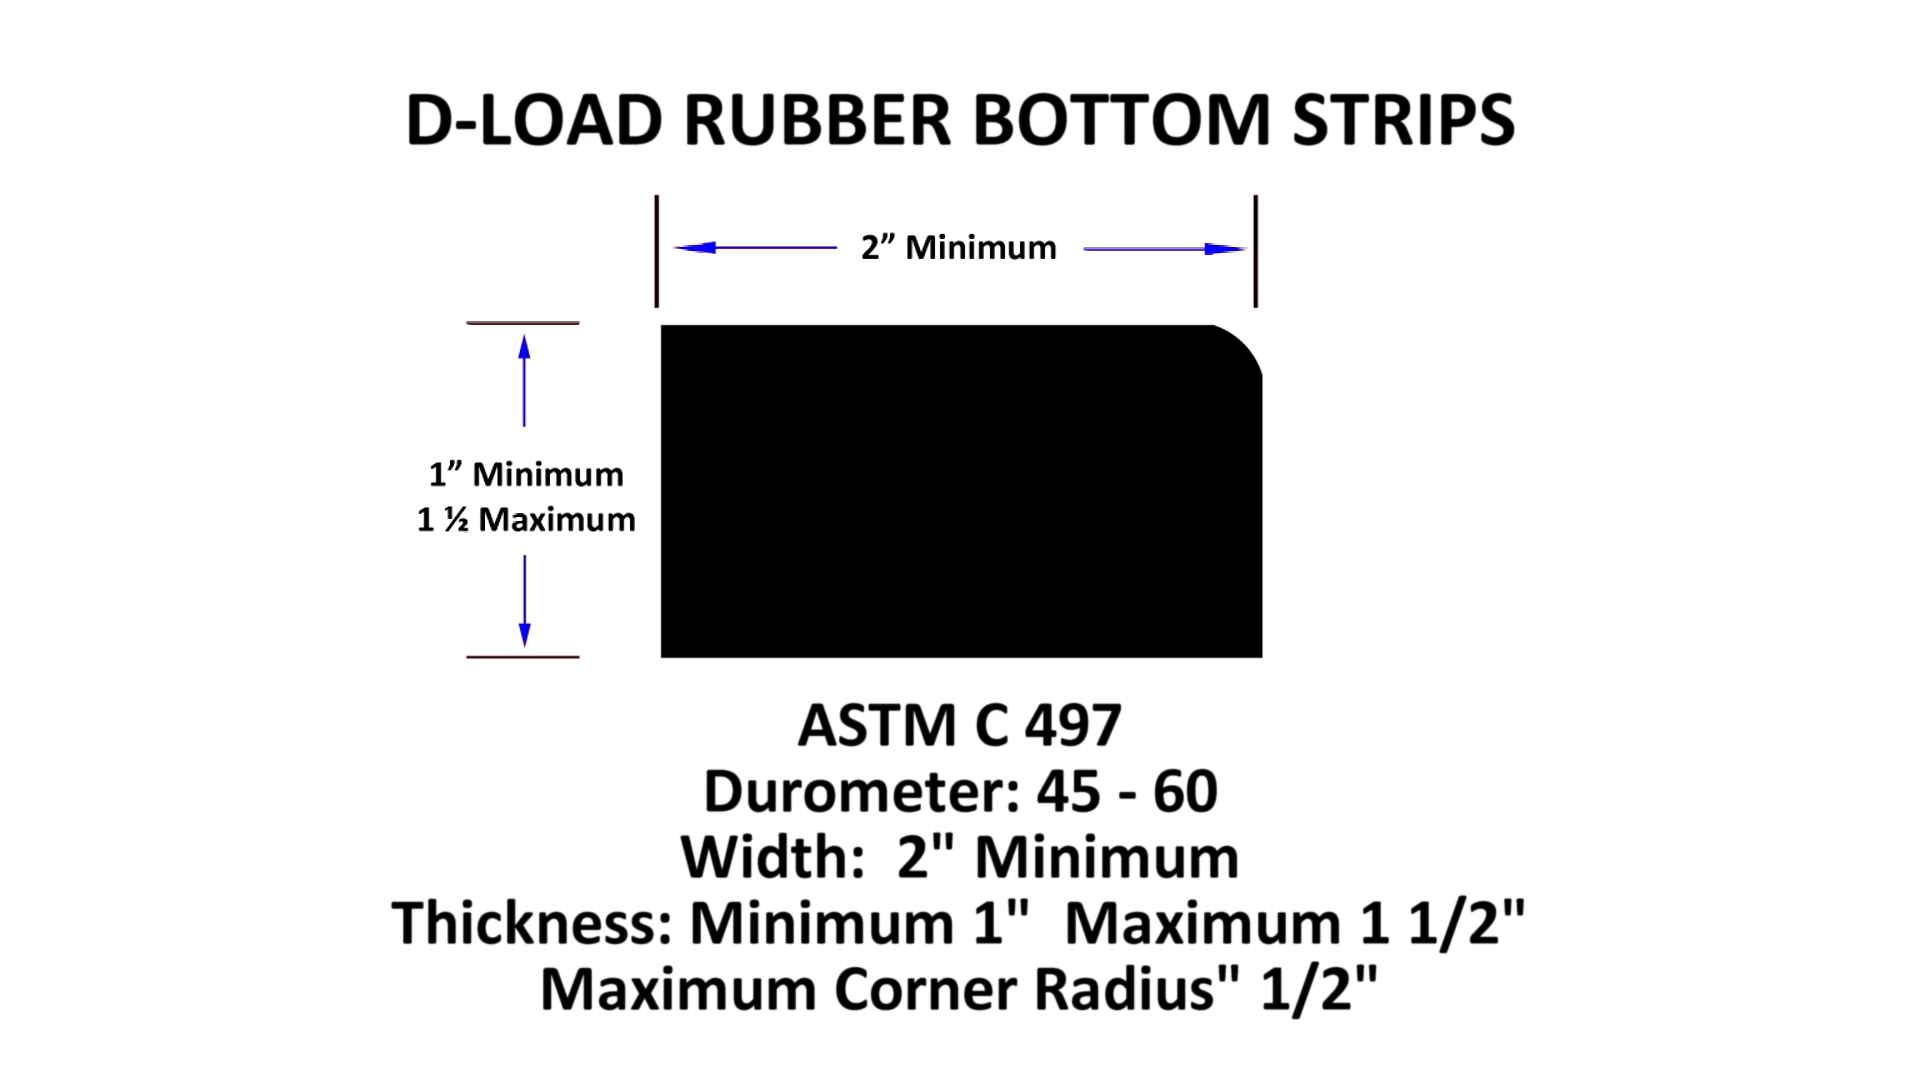 D-LOAD RUBBER BOTTOM STRIPS
2” Minimum
1” Minimum
1 ½ Maximum
ASTM C 497
Durometer: 45 - 60
Width:  2" Minimum
Thickness: Minimum 1"  Maximum 1 1/2"
Maximum Corner Radius" 1/2"